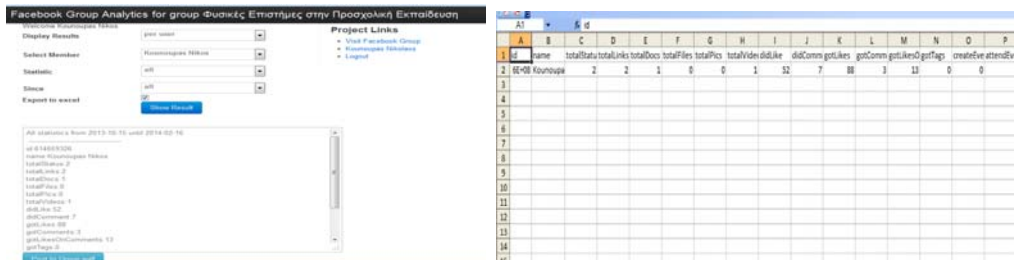 Facebook Group Analytics for group Φυσικές Επιστήμες στην Προσχολική Εκπαίδευση
Welcome Kounoupas Nikos
Display Results per user
Select Member Kounoupas Nikos
Statistic all
Since all
Export to excel
Show Result
Project Links
Visit Facebook Group
Kounoupas Nikolaos
Logout
All statistics from 2013-10-15 until 2014-02-16
name Kounoupas Nikos
totalStatus 2
totalLinks 2
totalDocs 1
totalFiles 0
totalPics 0
totalVideos 1
didLike 52
didComment 7
gotLikes 88
gotComments 3
gotLikesOnComments 13
gotTags 0
A1 id
A B C D E F G H I J K L M N O P
1 id name totalStatu totalLinks totalDocs totalFiles totalPics totalVideo didLike didComm gotLikes gotComm gotLikesO gotTags createEve attendEv
2 6E+08 Kounoupa 2 2 1 0 0 1 52 7 88 3 13 0 0
3
4
5
6
7
8
9
10
11
12
13
14